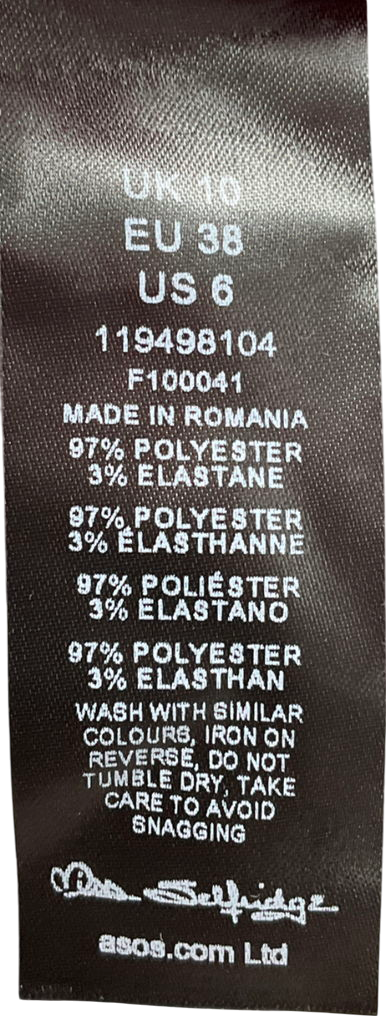 UK 10
EU 38
US 6
119498104
F100041
MADE IN ROMANIA
97% POLYESTER
3% ELASTANE
97% POLYESTER
3% ÉLASTHANNE
97% POLIÉSTER
3% ELASTANO
97% POLYESTER
3% ELASTHAN
WASH WITH SIMILAR
COLOURS, IRON ON
REVERSE, DO NOT
TUMBLE DRY, TAKE
CARE TO AVOID
SNAGGING
Miss Selfridge
asos.com Ltd